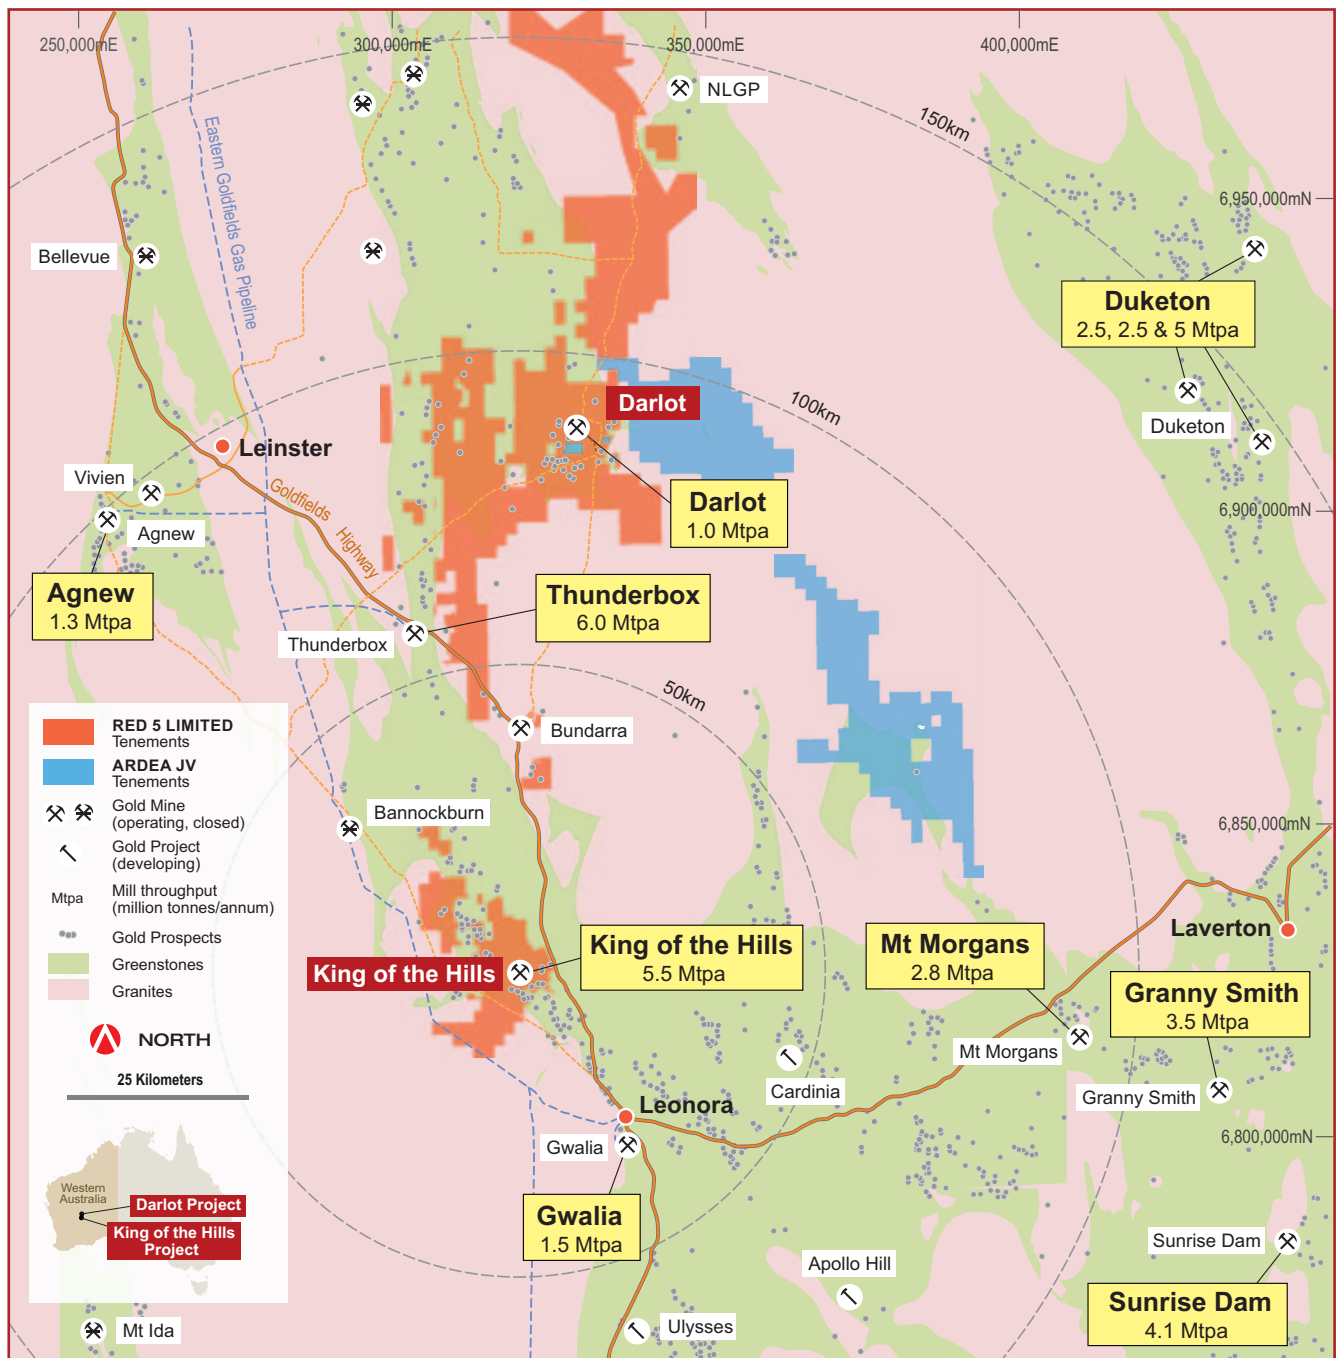 250,000mE
300,000mE
350,000mE
400,000mE
NLGP
150km
6,950,000mN
Eastern Goldfields Gas Pipeline
Bellevue
Duketon
2.5, 2.5 & 5 Mtpa
Darlot
100km
Duketon
Leinster
Vivien
Goldfields
Highway
Darlot
1.0 Mtpa
6,900,000mN
Agnew
Agnew
1.3 Mtpa
Thunderbox
6.0 Mtpa
Thunderbox
50km
Bundarra
RED 5 LIMITED
Tenements
ARDEA JV
Tenements
Gold Mine
(operating, closed)
Gold Project
(developing)
Mtpa
Mill throughput
(million tonnes/annum)
Gold Prospects
Greenstones
Granites
NORTH
25 Kilometers
Western
Australia
Darlot Project
King of the Hills
Project
Bannockburn
6,850,000mN
King of the Hills
King of the Hills
5.5 Mtpa
Mt Morgans
2.8 Mtpa
Laverton
Granny Smith
3.5 Mtpa
Mt Morgans
Cardinia
Granny Smith
Leonora
Gwalia
6,800,000mN
Gwalia
1.5 Mtpa
Sunrise Dam
Apollo Hill
Sunrise Dam
4.1 Mtpa
Mt Ida
Ulysses